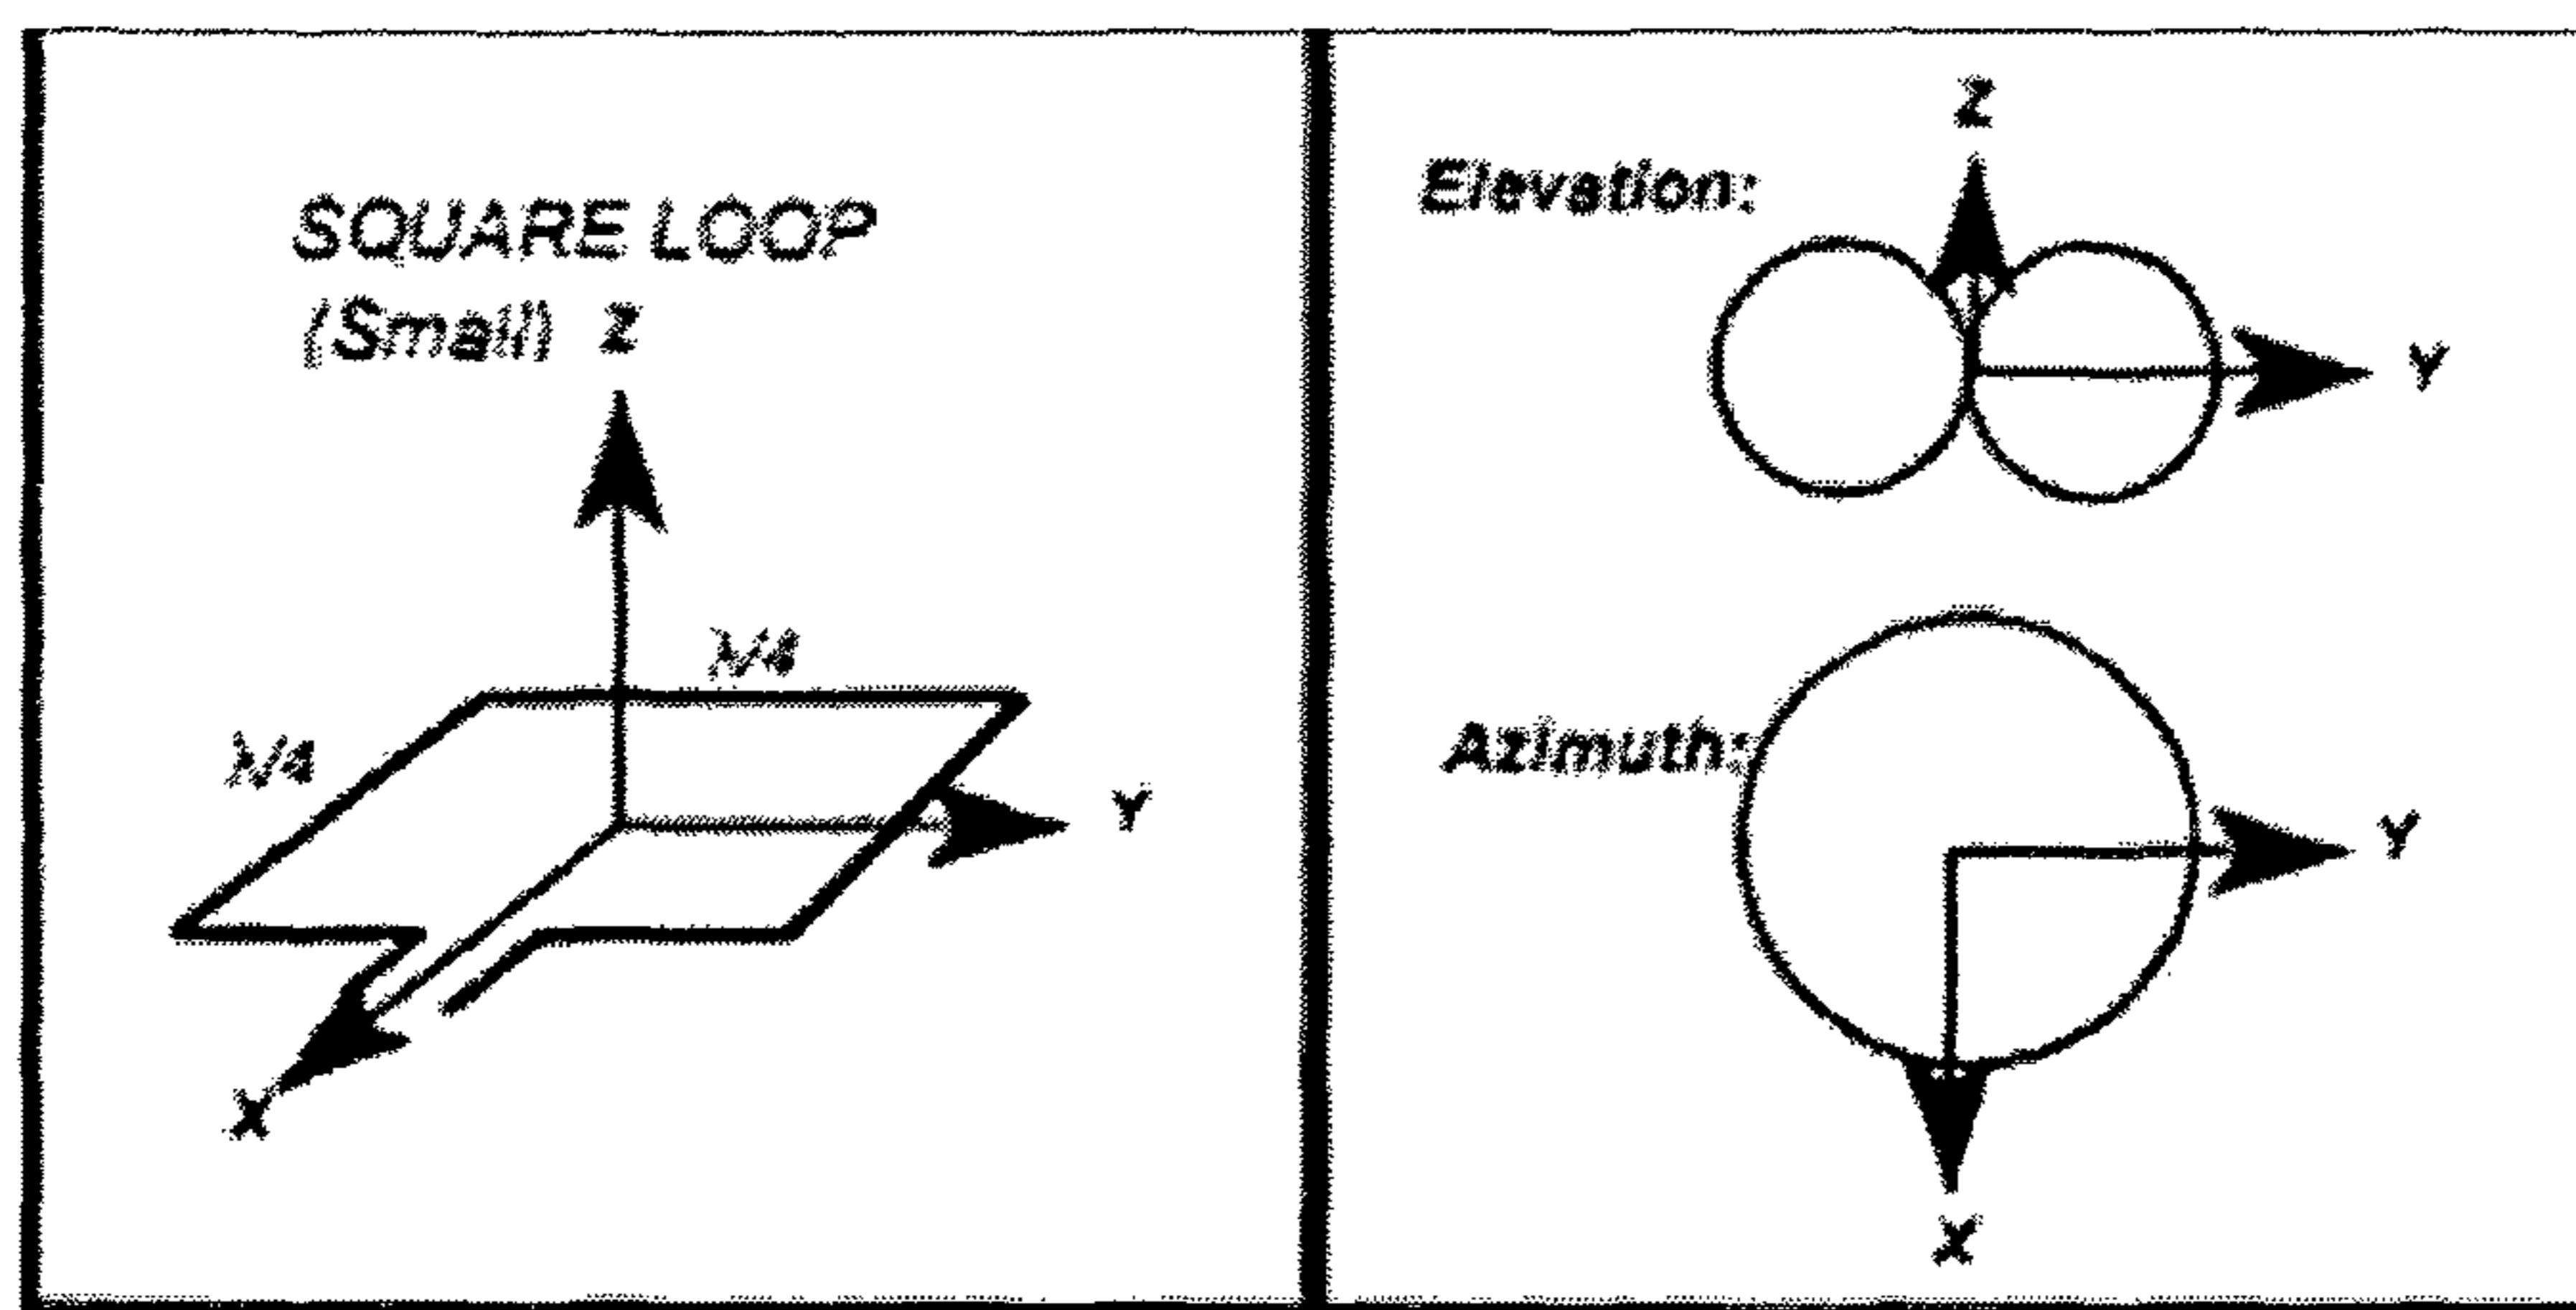 SQUARE LOOP
(Small)
Z
λ/4
λ/4
Y
X
Elevation:
Z
Y
Azimuth:
Y
X